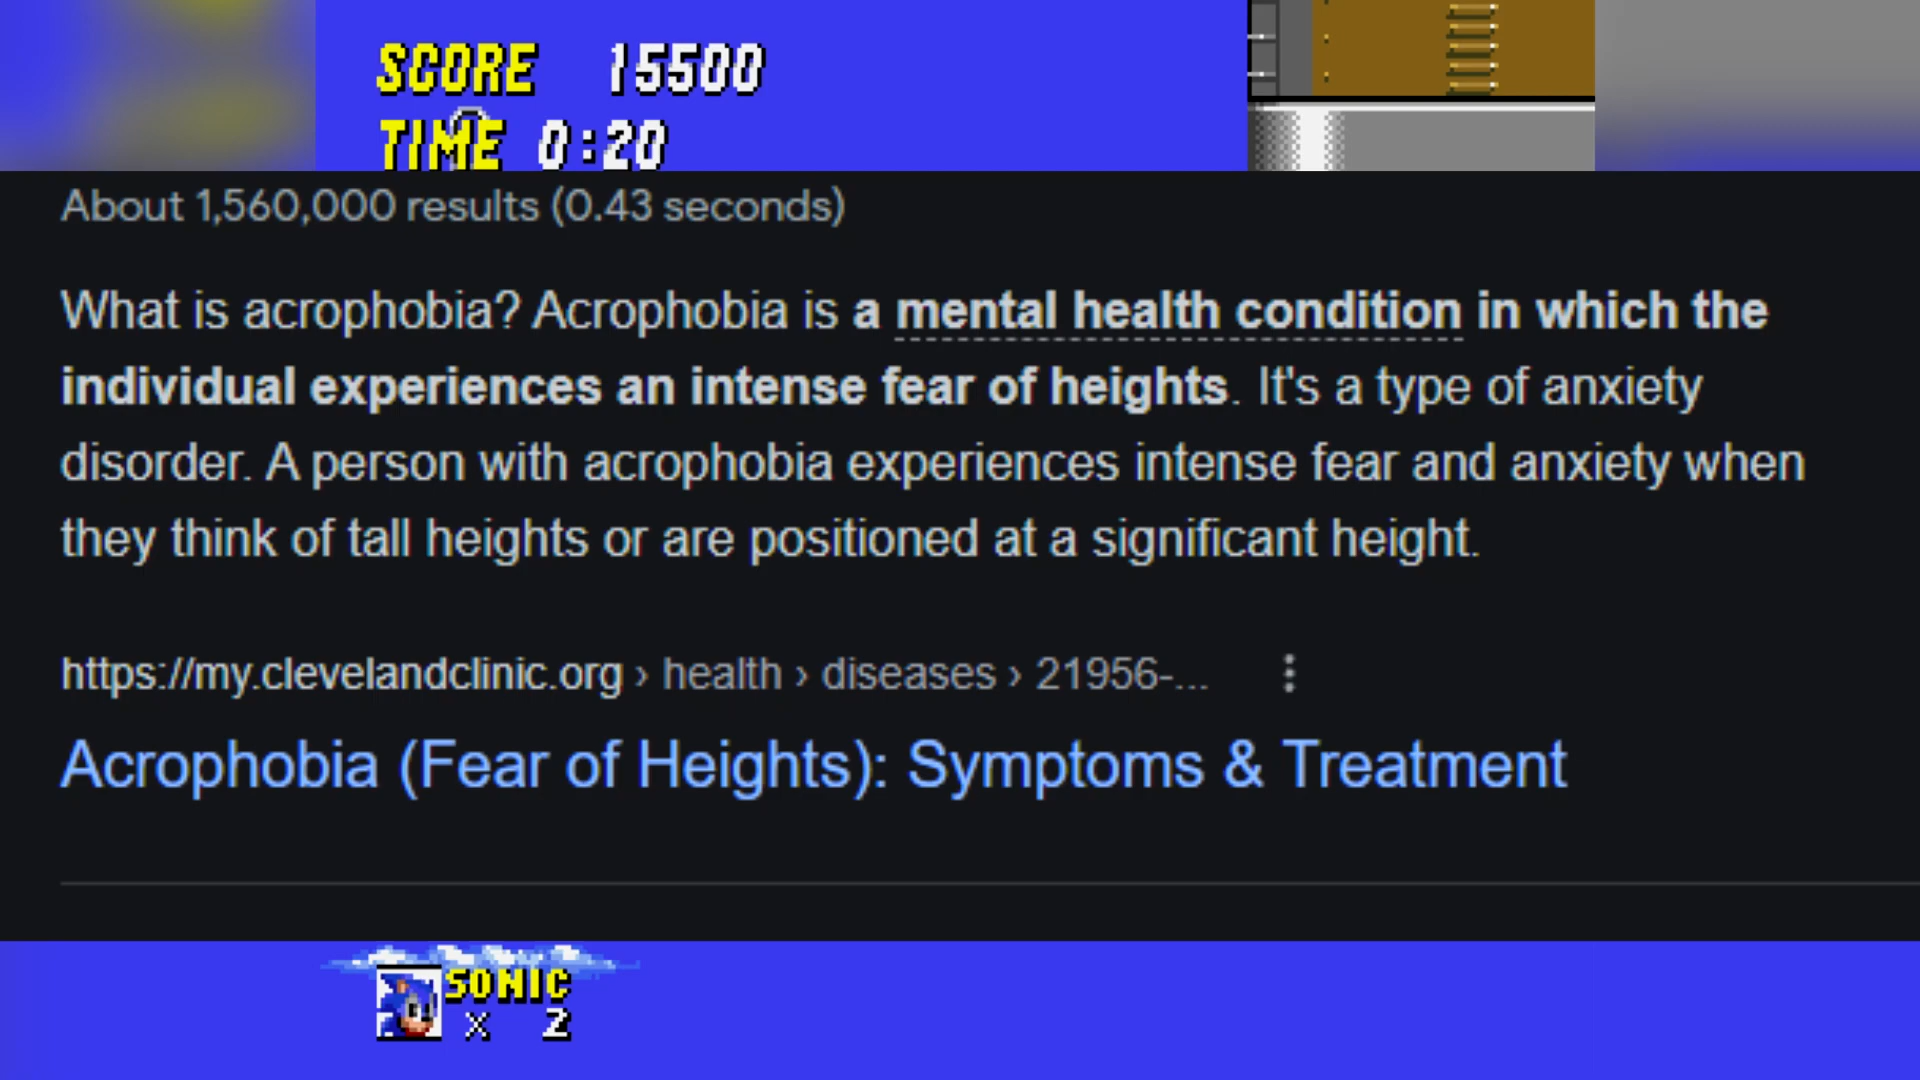 SCORE 15500
TIME 0:20
About 1,560,000 results (0.43 seconds)
What is acrophobia? Acrophobia is a mental health condition in which the
individual experiences an intense fear of heights. It's a type of anxiety
disorder. A person with acrophobia experiences intense fear and anxiety when
they think of tall heights or are positioned at a significant height.
https://my.clevelandclinic.org › health › diseases › 21956-...
Acrophobia (Fear of Heights): Symptoms & Treatment
SONIC
x 2